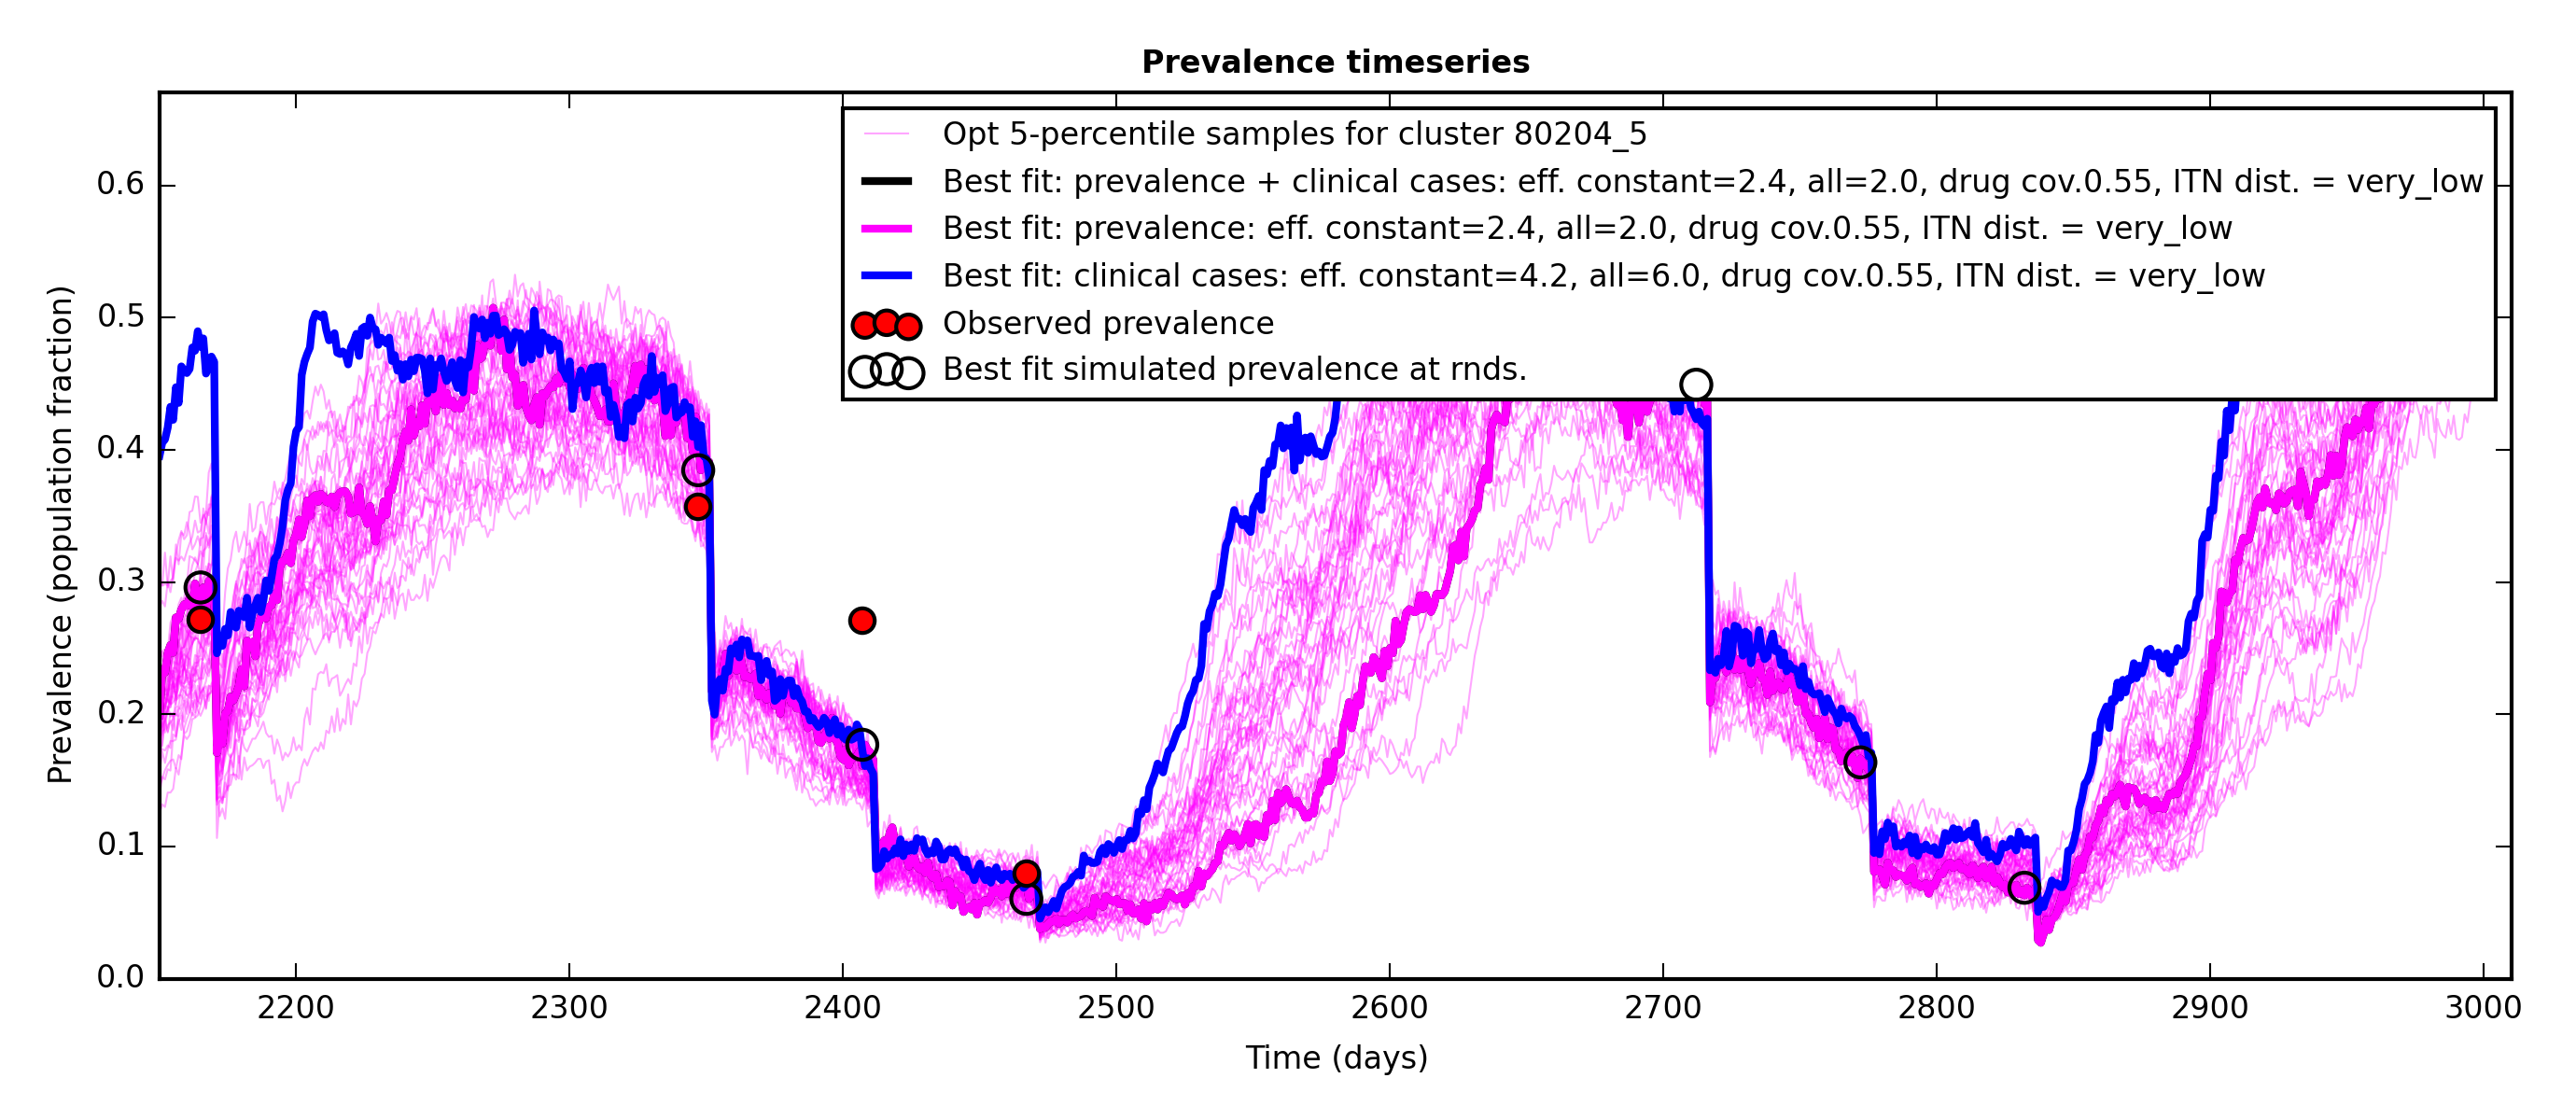 Prevalence timeseries
Opt 5-percentile samples for cluster 80204_5
Best fit: prevalence + clinical cases: eff. constant=2.4, all=2.0, drug cov.0.55, ITN dist. = very_low
Best fit: prevalence: eff. constant=2.4, all=2.0, drug cov.0.55, ITN dist. = very_low
Best fit: clinical cases: eff. constant=4.2, all=6.0, drug cov.0.55, ITN dist. = very_low
Observed prevalence
Best fit simulated prevalence at rnds.
Prevalence (population fraction)
0.6
0.5
0.4
0.3
0.2
0.1
0.0
2200 2300 2400 2500 2600 2700 2800 2900 3000
Time (days)